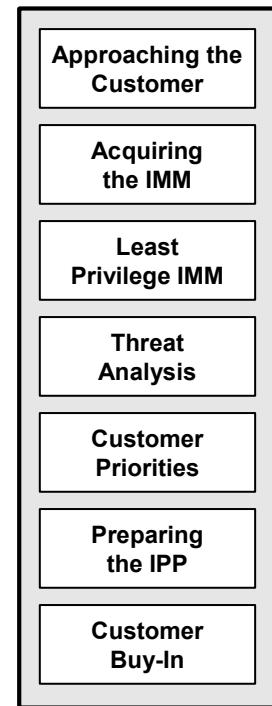 Approaching the
Customer
Acquiring
the IMM
Least
Privilege IMM
Threat
Analysis
Customer
Priorities
Preparing
the IPP
Customer
Buy-In